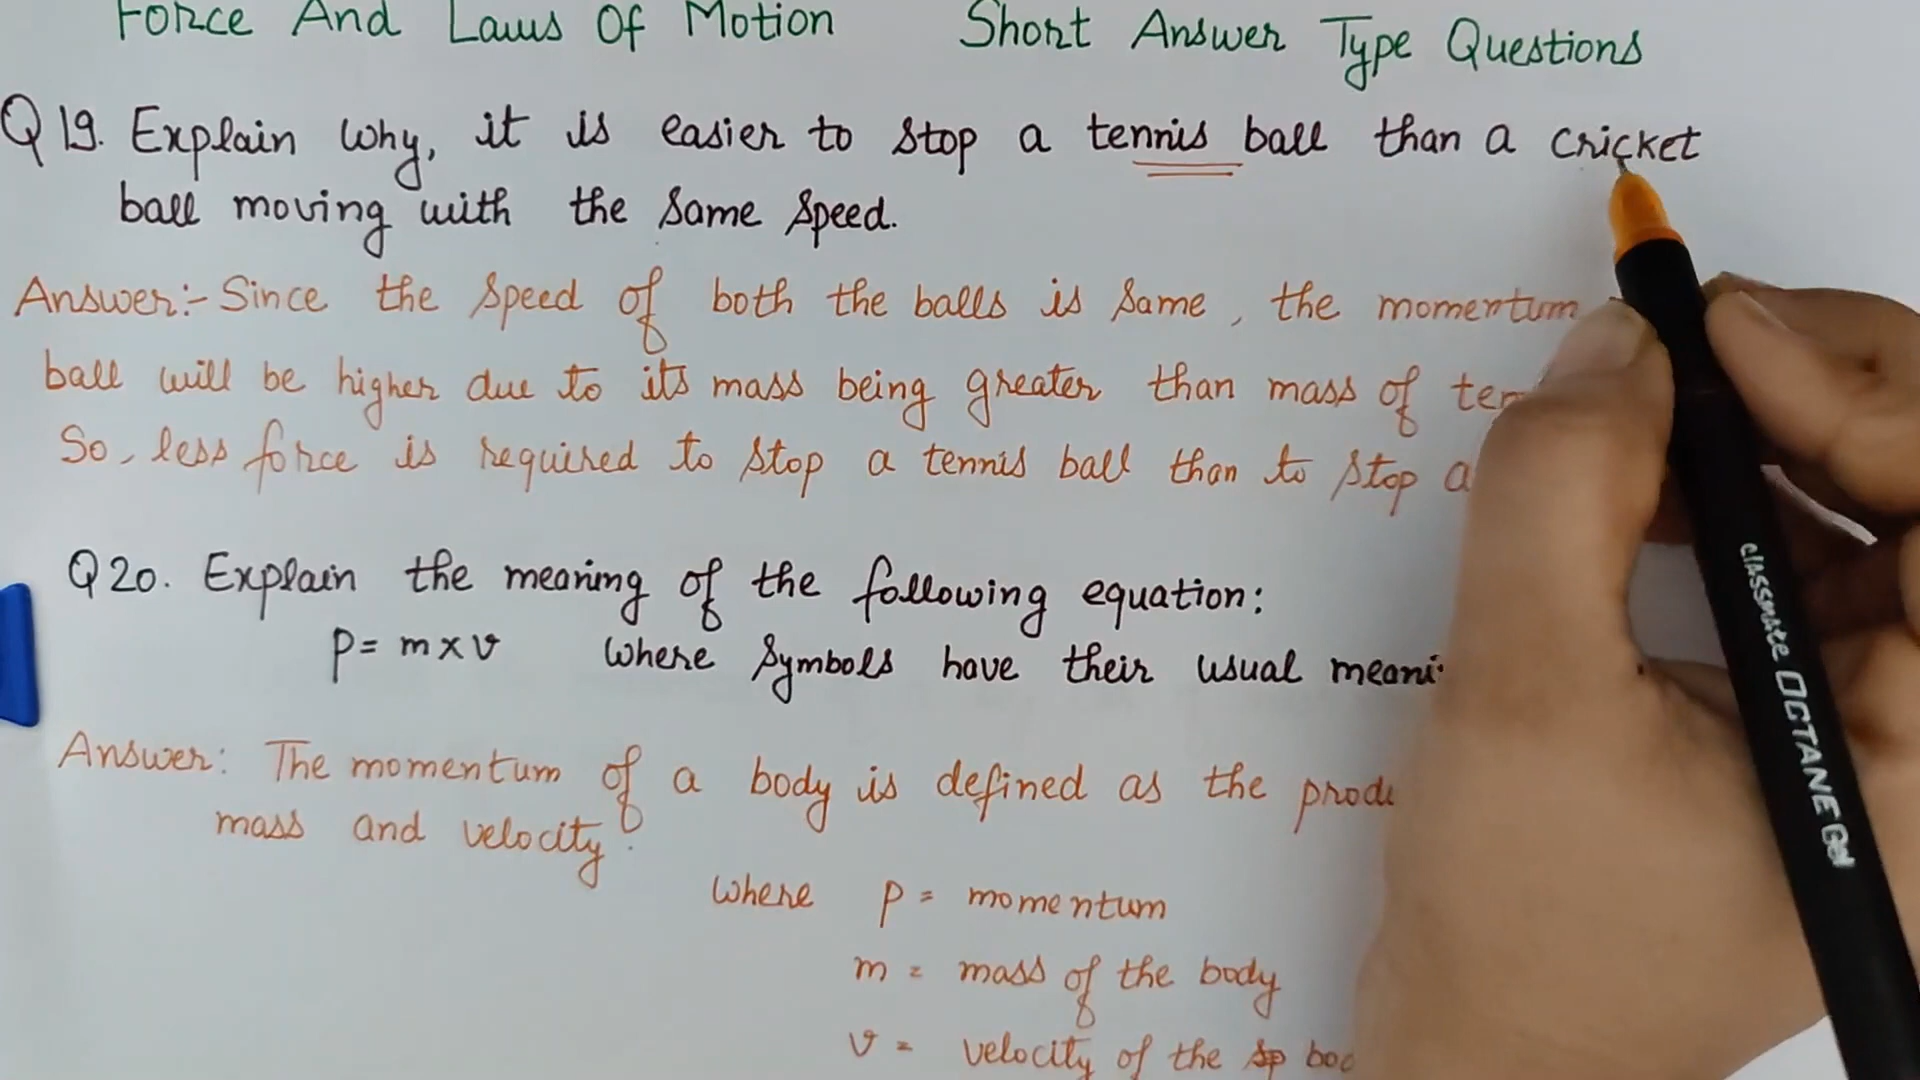 Force And Laws Of Motion Short Answer Type Questions
Q 19. Explain why, it is easier to stop a tennis ball than a cricket
ball moving with the same speed.
Answer:- Since the speed of both the balls is same, the momentum
ball will be higher due to its mass being greater than mass of
So, less force is required to stop a tennis ball than to stop a
Q 20. Explain the meaning of the following equation:
p = m x v where symbols have their usual
Answer: The momentum of a body is defined as the
mass and velocity.
where p = momentum
m = mass of the body
v = velocity of the
classmate OCTANE Gel